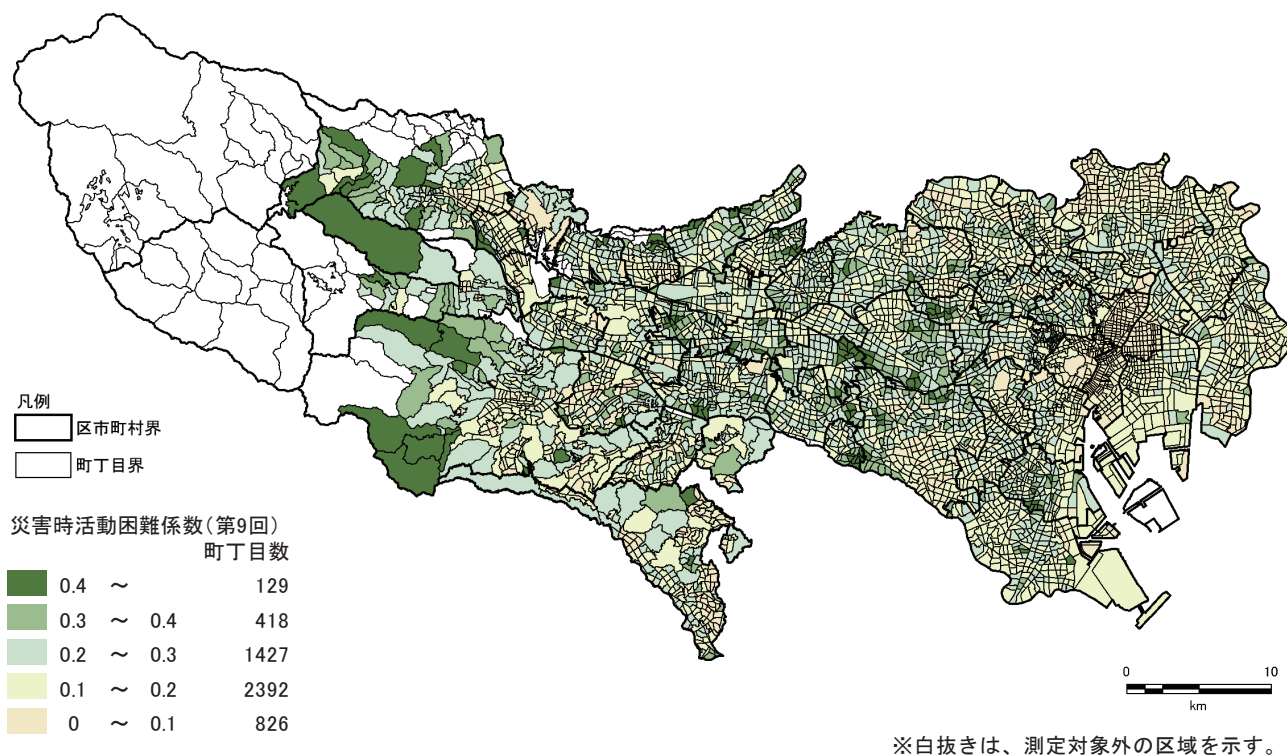 凡例
区市町村界
町丁目界
災害時活動困難係数(第9回)
町丁目数
0.4 ～ 129
0.3 ～ 0.4 418
0.2 ～ 0.3 1427
0.1 ～ 0.2 2392
0 ～ 0.1 826
0 10
km
※白抜きは、測定対象外の区域を示す。